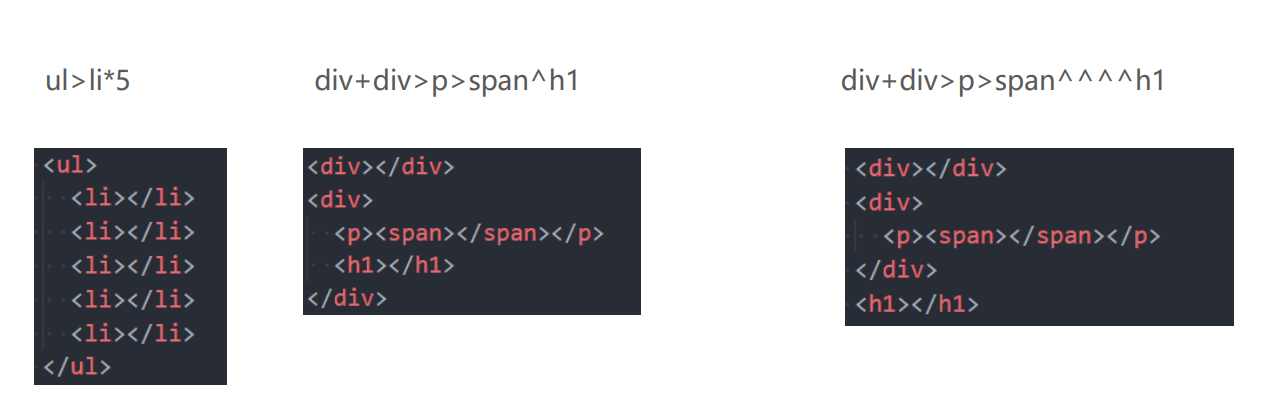 ul>li*5
div+div>p>span^h1
div+div>p>span^^^^h1
<ul>
<li></li>
<li></li>
<li></li>
<li></li>
<li></li>
</ul>
<div></div>
<div>
<p><span></span></p>
<h1></h1>
</div>
<div></div>
<div>
<p><span></span></p>
</div>
<h1></h1>